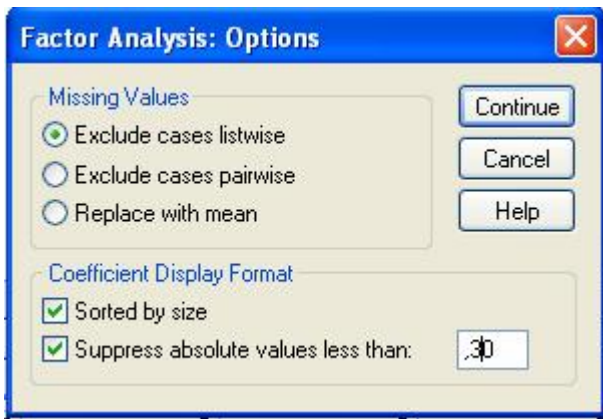 Factor Analysis: Options
Missing Values
Exclude cases listwise
Exclude cases pairwise
Replace with mean
Continue
Cancel
Help
Coefficient Display Format
Sorted by size
Suppress absolute values less than: ,30